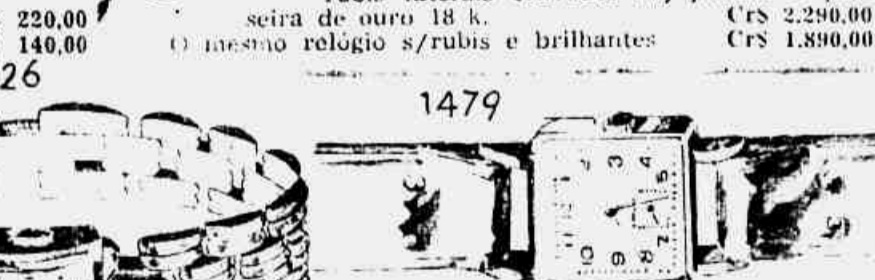 seira de ouro 18 k. Cr$ 2.290,00
220,00
140,00 O mesmo relógio s/rubis e brilhantes Cr$ 1.890,00
26
1479